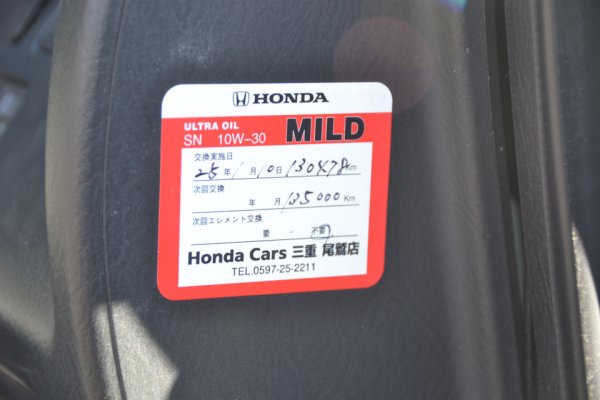 HONDA
ULTRA OIL
SN 10W-30 MILD
交換実施日
25年 1月10日 130478Km
次回交換
年 月 135000 Km
次回エレメント交換
要 ・ 不要
Honda Cars 三重 尾鷲店
TEL.0597-25-2211